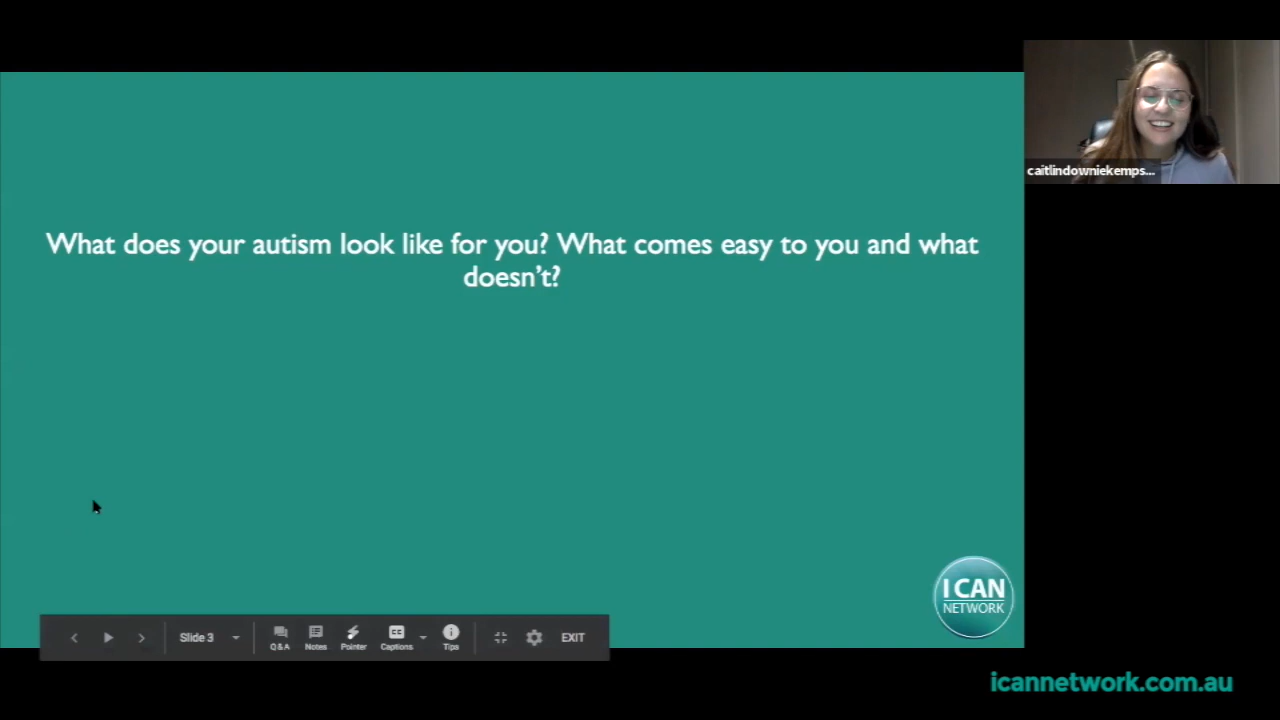 caitlindowniekemps...
What does your autism look like for you? What comes easy to you and what
doesn't?
I CAN
NETWORK
Slide 3
Q&A
Notes
Pointer
Captions
Tips
EXIT
icannetwork.com.au